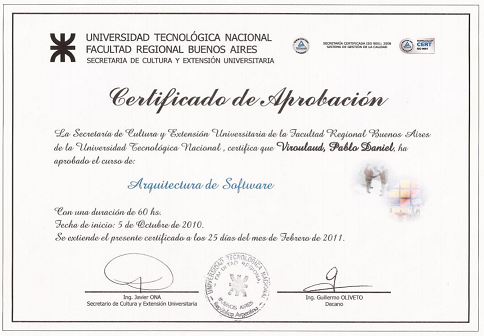 UNIVERSIDAD TECNOLÓGICA NACIONAL
FACULTAD REGIONAL BUENOS AIRES
SECRETARIA DE CULTURA Y EXTENSIÓN UNIVERSITARIA
SECRETARÍA CERTIFICADA ISO 9001: 2008
SISTEMA DE GESTIÓN DE LA CALIDAD
CERT
Certificado de Aprobación
La Secretaría de Cultura y Extensión Universitaria de la Facultad Regional Buenos Aires
de la Universidad Tecnológica Nacional , certifica que Viroulaud, Pablo Daniel, ha
aprobado el curso de:
Arquitectura de Software
Con una duración de 60 hs.
Fecha de inicio: 5 de Octubre de 2010.
Se extiende el presente certificado a los 25 días del mes de Febrero de 2011.
UNIVERSIDAD TECNOLOGICA NACIONAL
FACULTAD REGIONAL
BUENOS AIRES
República Argentina
Ing. Javier ONA
Secretario de Cultura y Extensión Universitaria
Ing. Guillermo OLIVETO
Decano